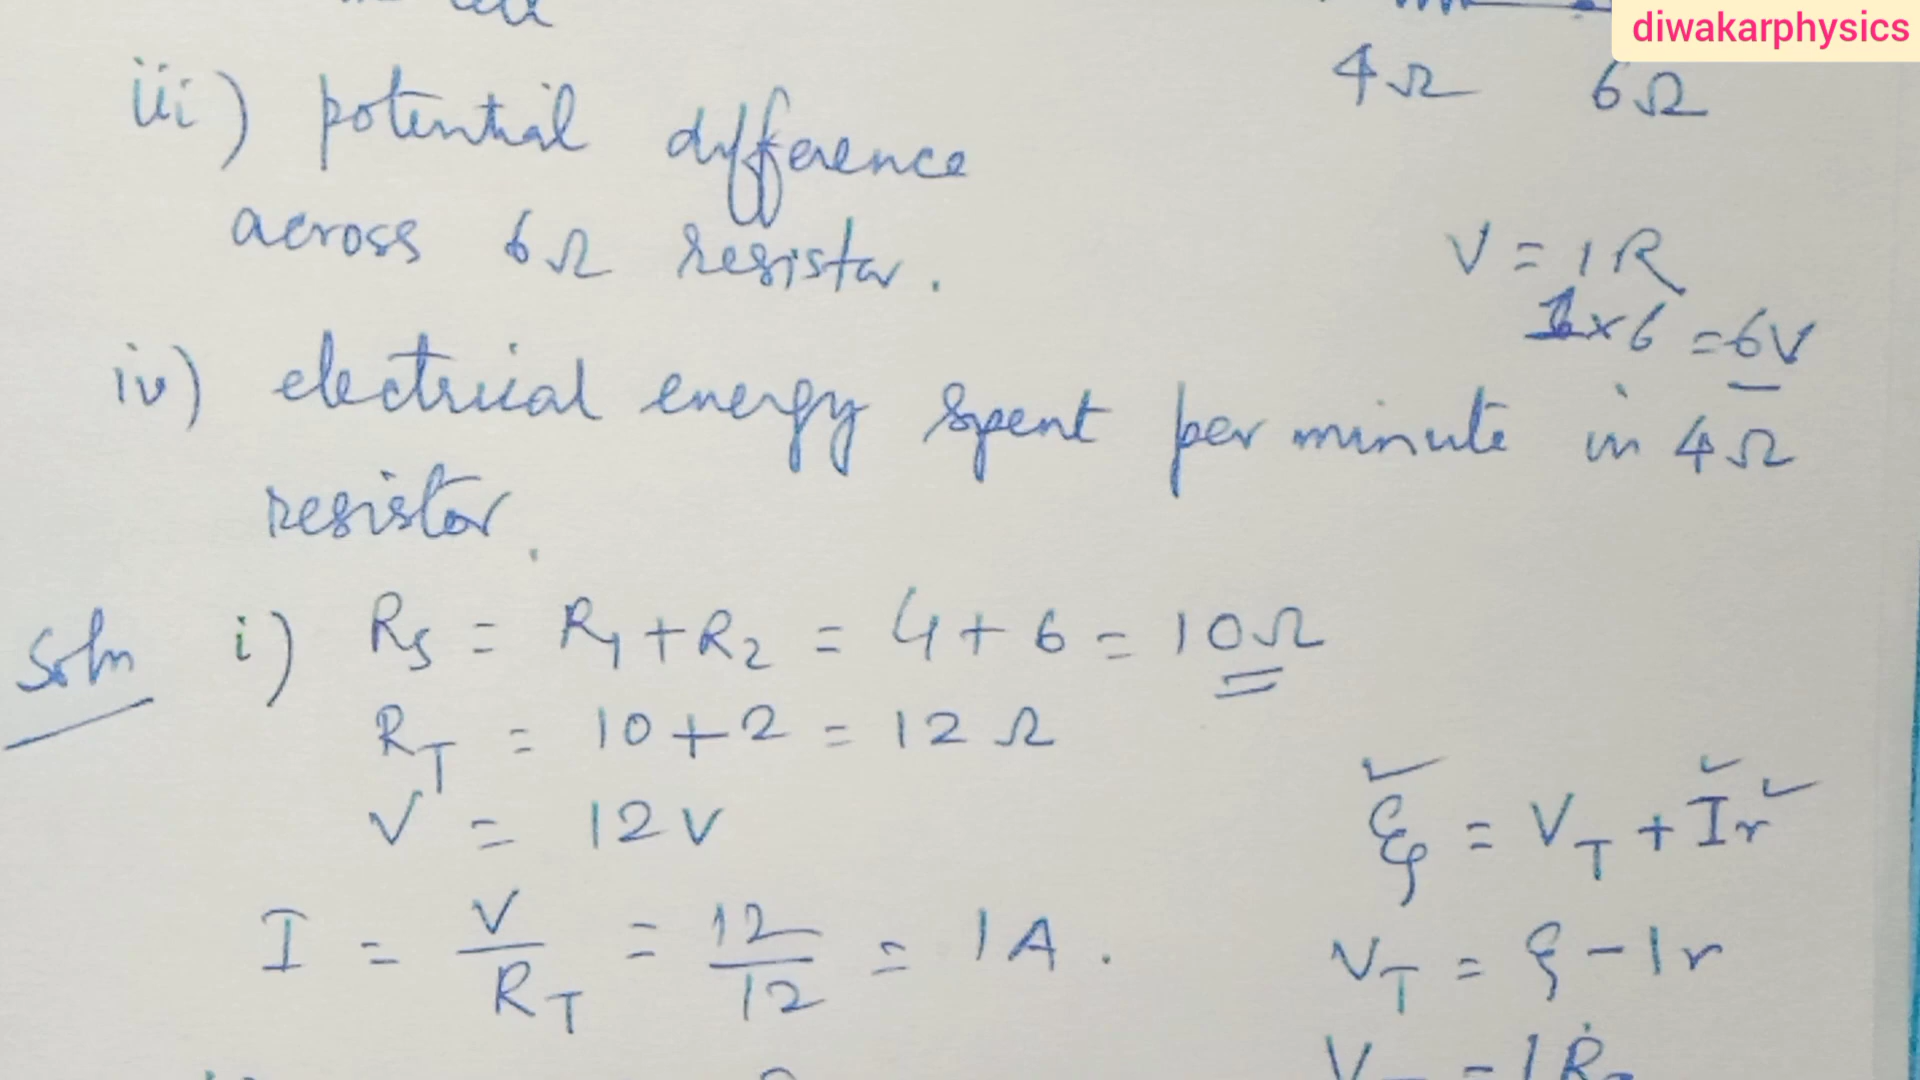 diwakarphysics
4Ω 6Ω
iii) potential difference
across 6Ω resistor.
V = IR
1x6 = 6V
iv) electrical energy spent per minute in 4Ω
resistor.
Soln i) RS = R1 + R2 = 4 + 6 = 10Ω
RT = 10 + 2 = 12 Ω
V = 12V
ξ = VT + Ir
I = V/RT = 12/12 = 1A.
VT = ξ - Ir